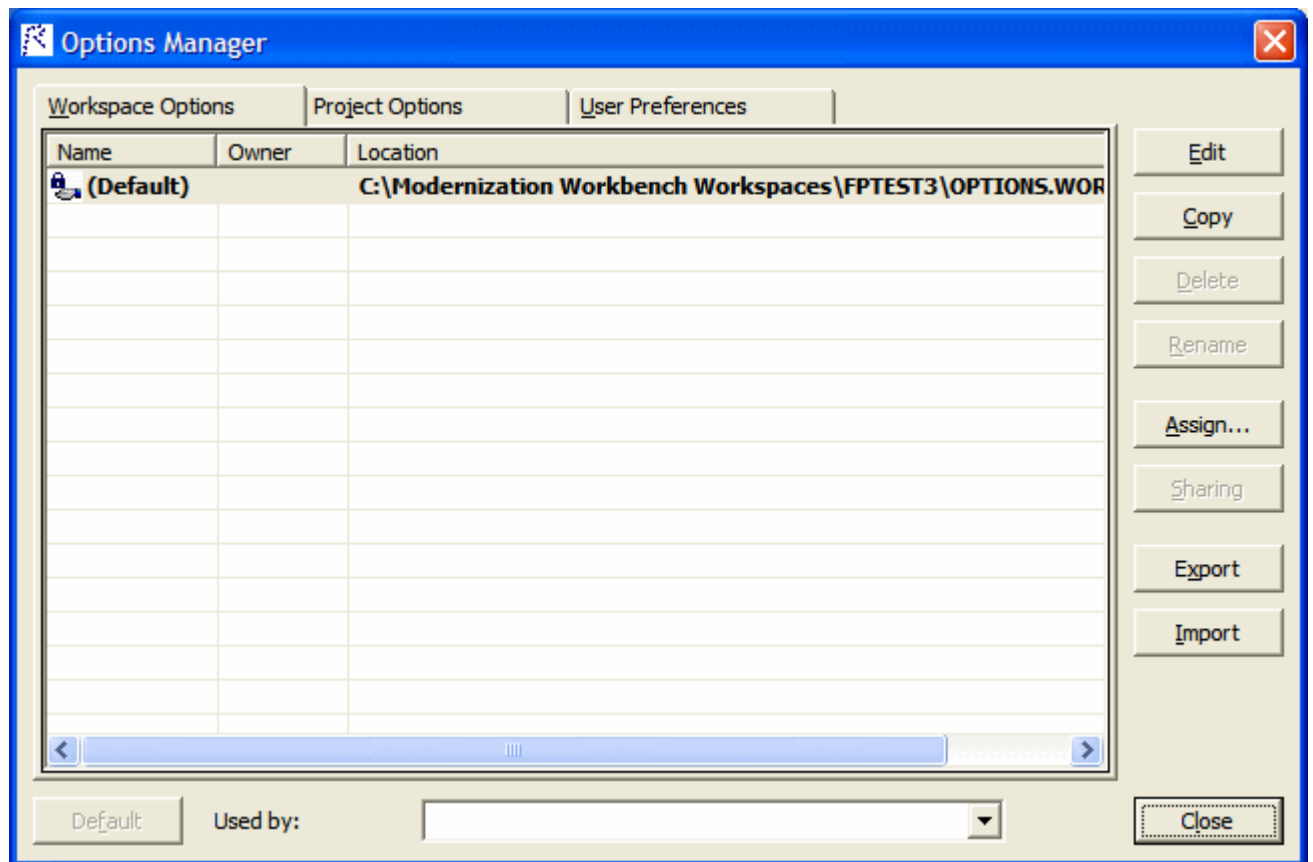 Options Manager
Workspace Options Project Options User Preferences
Name Owner Location
(Default) C:\Modernization Workbench Workspaces\FPTEST3\OPTIONS.WOR
Edit
Copy
Delete
Rename
Assign...
Sharing
Export
Import
Default Used by: Close